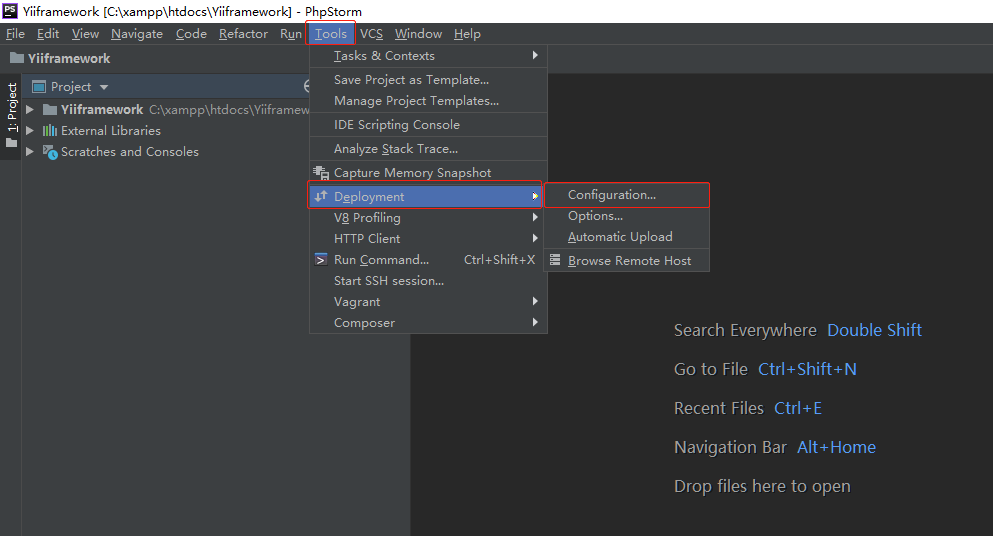 PS Yiiframework [C:\xampp\htdocs\Yiiframework] - PhpStorm
File Edit View Navigate Code Refactor Run Tools VCS Window Help
Yiiframework
1: Project
Project
Yiiframework C:\xampp\htdocs\Yiiframew
External Libraries
Scratches and Consoles
Tasks & Contexts
Save Project as Template...
Manage Project Templates...
IDE Scripting Console
Analyze Stack Trace...
Capture Memory Snapshot
Deployment
V8 Profiling
HTTP Client
Run Command... Ctrl+Shift+X
Start SSH session...
Vagrant
Composer
Configuration...
Options...
Automatic Upload
Browse Remote Host
Search Everywhere Double Shift
Go to File Ctrl+Shift+N
Recent Files Ctrl+E
Navigation Bar Alt+Home
Drop files here to open